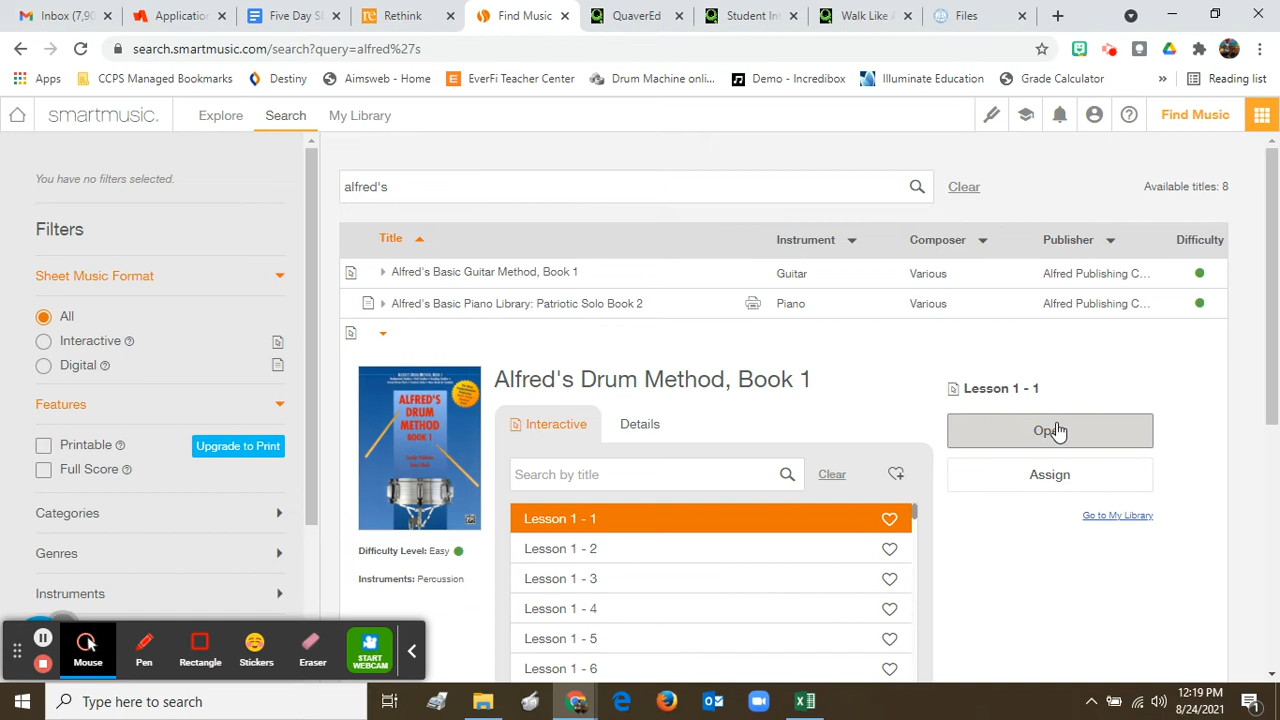 Inbox (7,90
Application
Five Day S
Rethink
Find Music
QuaverEd
Student In
Walk Like A
Files
search.smartmusic.com/search?query=alfred%27s
Apps
CCPS Managed Bookmarks
Destiny
Aimsweb - Home
EverFi Teacher Center
Drum Machine onli...
Demo - Incredibox
Illuminate Education
Grade Calculator
»
Reading list
smartmusic.
Explore
Search
My Library
Find Music
You have no filters selected.
Filters
Sheet Music Format
All
Interactive
Digital
Features
Printable
Upgrade to Print
Full Score
Categories
Genres
Instruments
alfred's
Clear
Available titles: 8
Title Instrument Composer Publisher Difficulty
Alfred's Basic Guitar Method, Book 1 Guitar Various Alfred Publishing C...
Alfred's Basic Piano Library: Patriotic Solo Book 2 Piano Various Alfred Publishing C...
ALFRED'S
DRUM
METHOD
BOOK 1
Difficulty Level: Easy
Instruments: Percussion
Alfred's Drum Method, Book 1
Interactive
Details
Search by title
Clear
Lesson 1 - 1
Lesson 1 - 2
Lesson 1 - 3
Lesson 1 - 4
Lesson 1 - 5
Lesson 1 - 6
Lesson 1 - 1
Open
Assign
Go to My Library
Mouse
Pen
Rectangle
Stickers
Eraser
START
WEBCAM
Type here to search
12:19 PM
8/24/2021